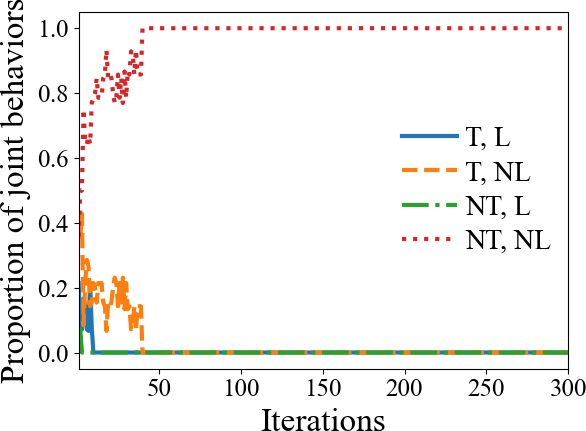 Proportion of joint behaviors
1.0
0.8
0.6
0.4
0.2
0.0
T, L
T, NL
NT, L
NT, NL
50 100 150 200 250 300
Iterations